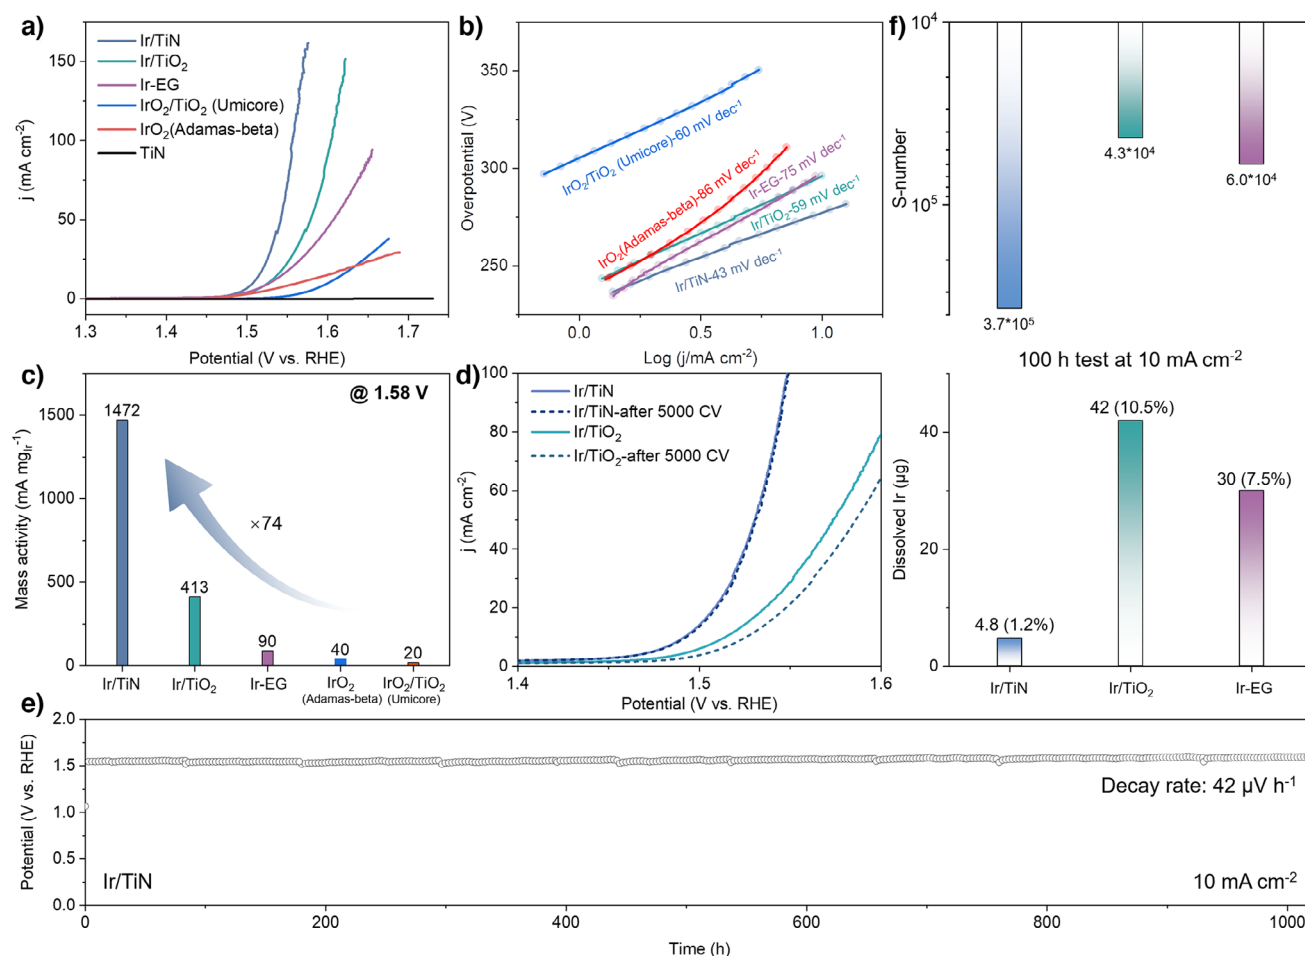 a)
Ir/TiN
Ir/TiO₂
Ir-EG
IrO₂/TiO₂ (Umicore)
IrO₂(Adamas-beta)
TiN
150
100
50
0
j (mA cm⁻²)
1.3 1.4 1.5 1.6 1.7
Potential (V vs. RHE)
b)
350
300
250
Overpotential (V)
IrO₂/TiO₂ (Umicore)-60 mV dec⁻¹
IrO₂(Adamas-beta)-86 mV dec⁻¹
Ir-EG-75 mV dec⁻¹
Ir/TiO₂-59 mV dec⁻¹
Ir/TiN-43 mV dec⁻¹
0.0 0.5 1.0
Log (j/mA cm⁻²)
f)
10⁴
10⁵
S-number
3.7*10⁵
4.3*10⁴
6.0*10⁴
100 h test at 10 mA cm⁻²
40
20
0
Dissolved Ir (µg)
4.8 (1.2%)
42 (10.5%)
30 (7.5%)
Ir/TiN Ir/TiO₂ Ir-EG
c)
@ 1.58 V
1500
1000
500
0
Mass activity (mA mg_Ir⁻¹)
1472
413
90
40
20
×74
Ir/TiN Ir/TiO₂ Ir-EG IrO₂ IrO₂/TiO₂
(Adamas-beta) (Umicore)
d)
Ir/TiN
Ir/TiN-after 5000 CV
Ir/TiO₂
Ir/TiO₂-after 5000 CV
100
80
60
40
20
0
j (mA cm⁻²)
1.4 1.5 1.6
Potential (V vs. RHE)
e)
2.0
1.5
1.0
0.5
0.0
Potential (V vs. RHE)
Decay rate: 42 µV h⁻¹
Ir/TiN
10 mA cm⁻²
0 200 400 600 800 1000
Time (h)